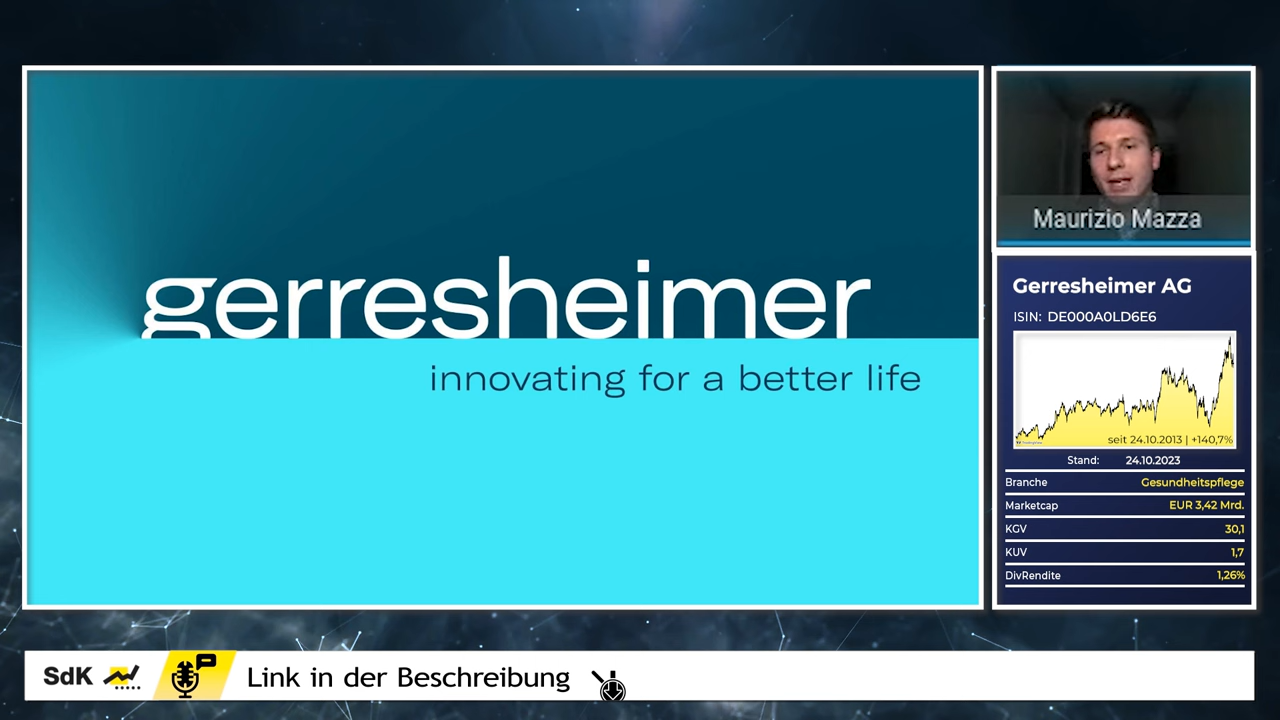 gerresheimer
innovating for a better life
Maurizio Mazza
Gerresheimer AG
ISIN: DE000A0LD6E6
seit 24.10.2013 | +140,7%
Stand: 24.10.2023
Branche Gesundheitspflege
Marketcap EUR 3,42 Mrd.
KGV 30,1
KUV 1,7
DivRendite 1,26%
SdK Link in der Beschreibung